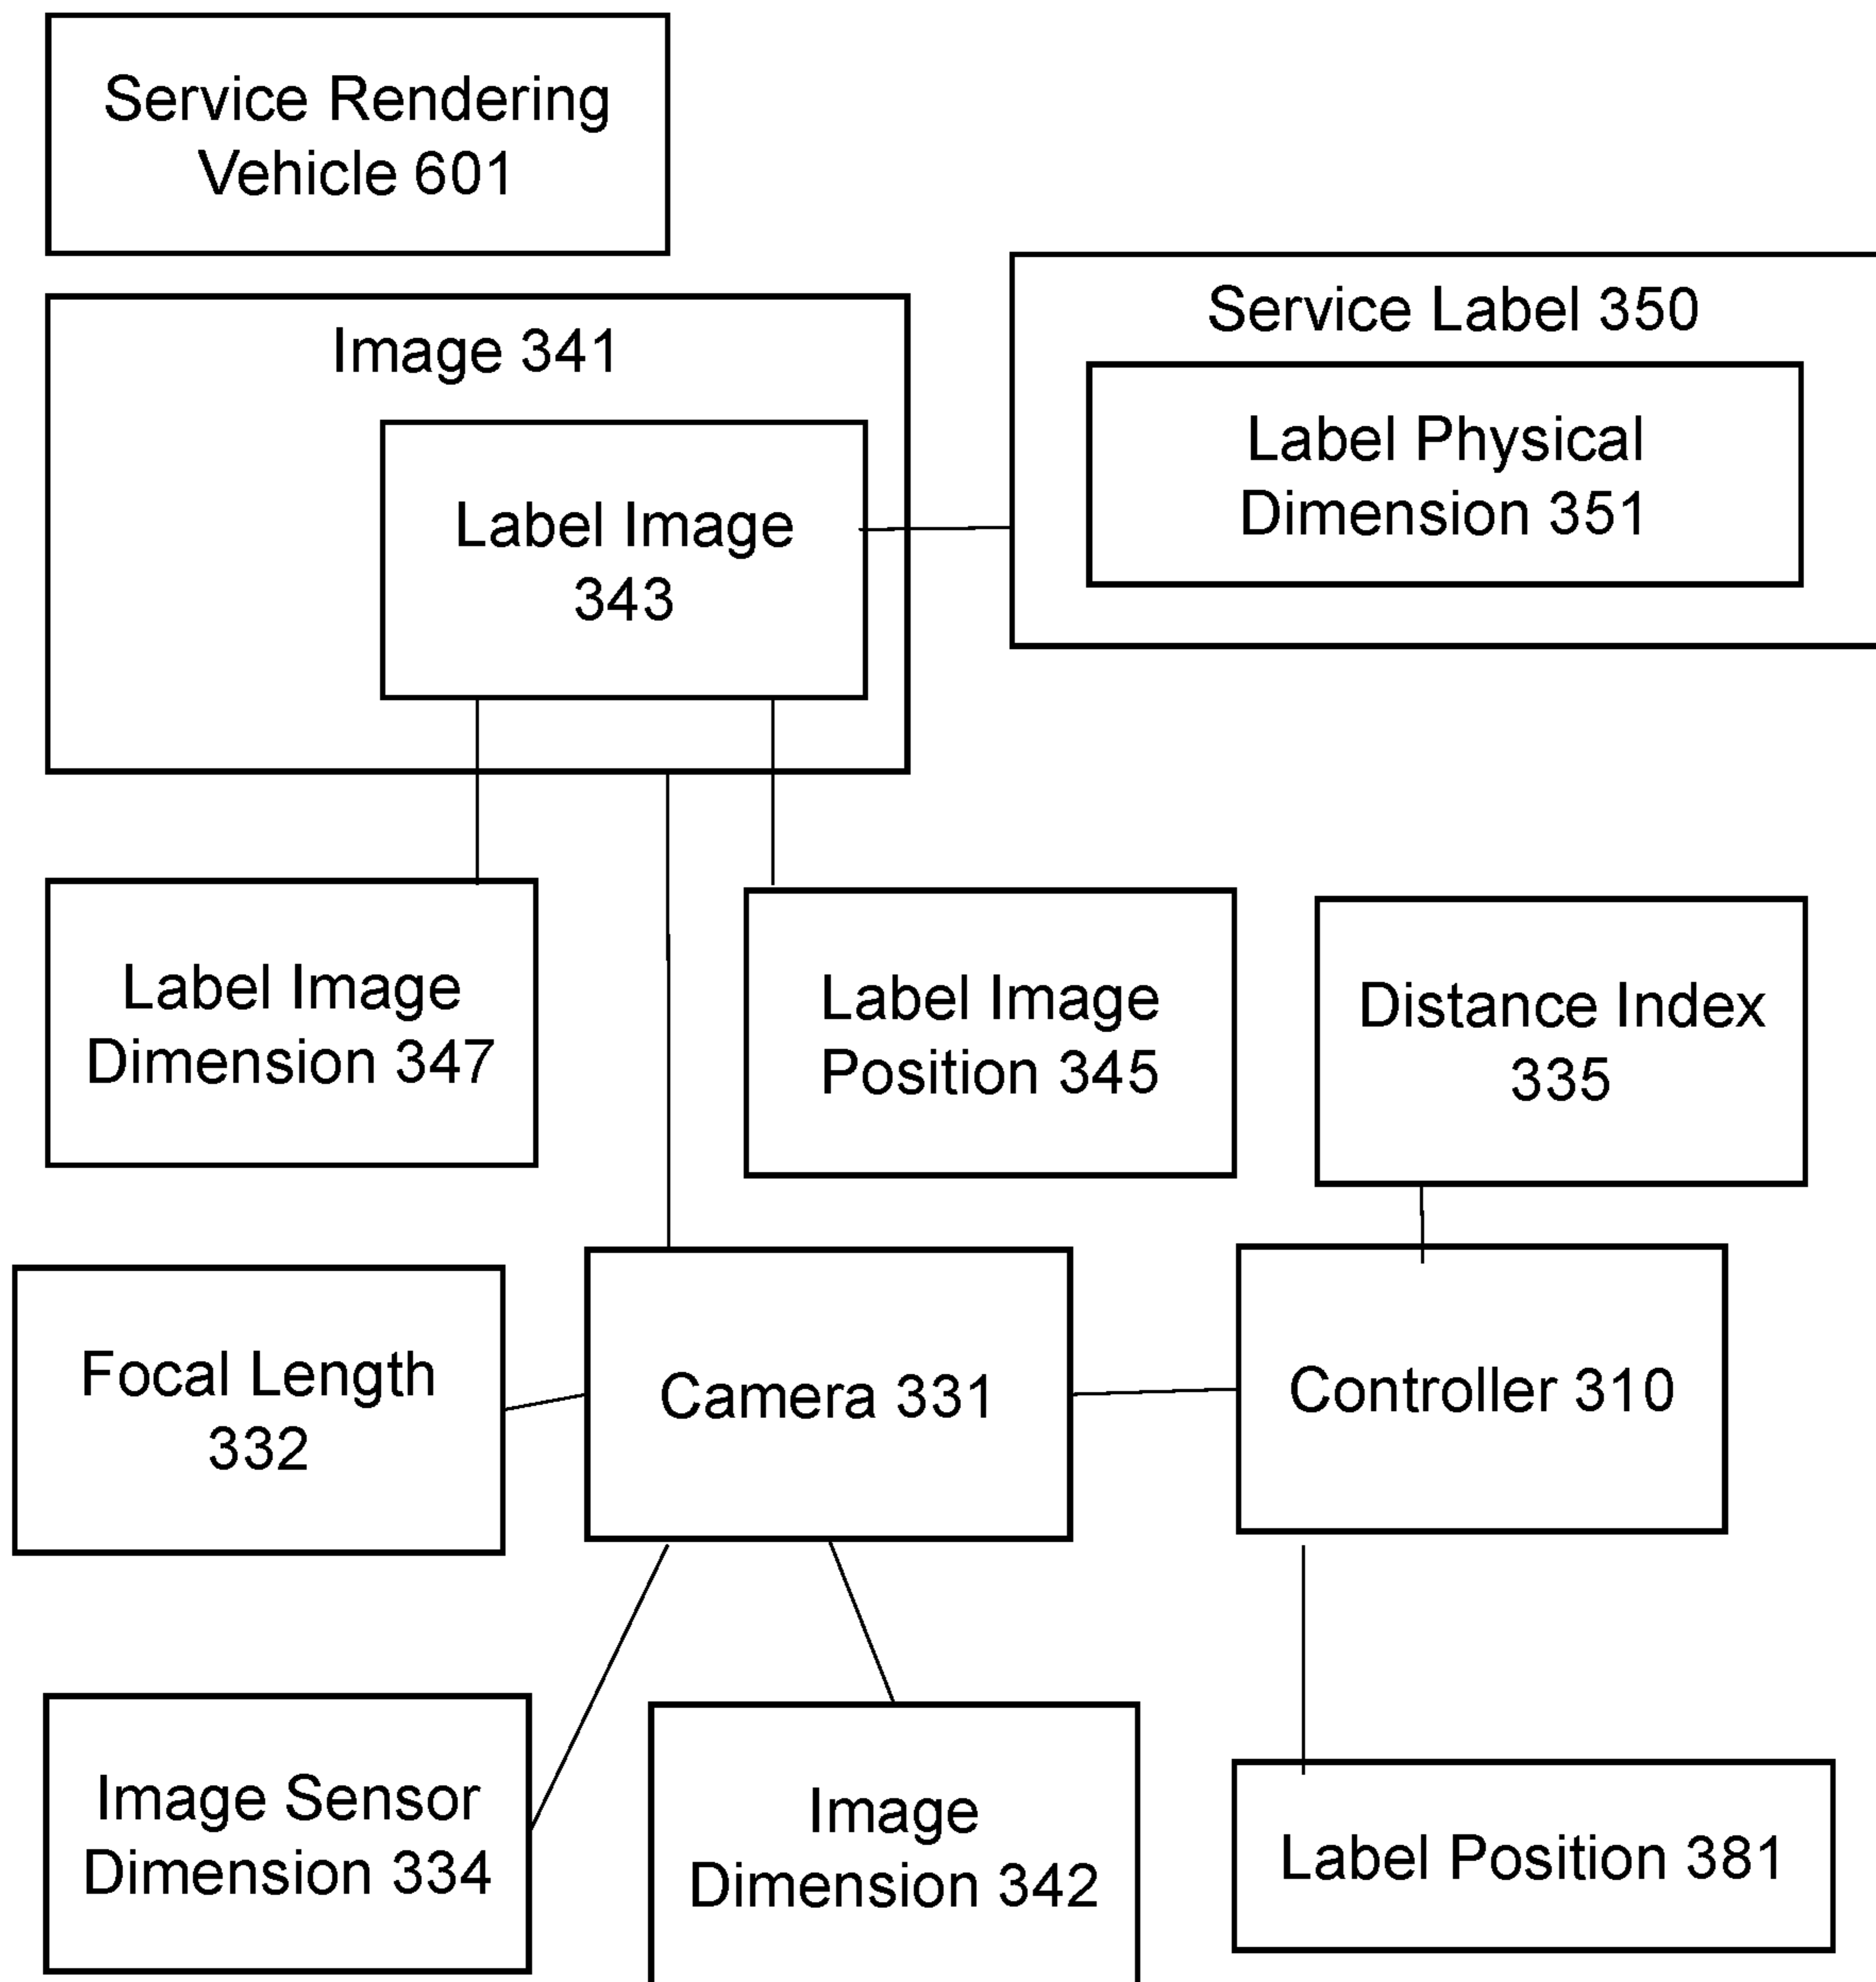 Service Rendering
Vehicle 601
Service Label 350
Image 341
Label Physical
Dimension 351
Label Image
343
Label Image
Dimension 347
Label Image
Position 345
Distance Index
335
Focal Length
332
Camera 331
Controller 310
Image Sensor
Dimension 334
Image
Dimension 342
Label Position 381